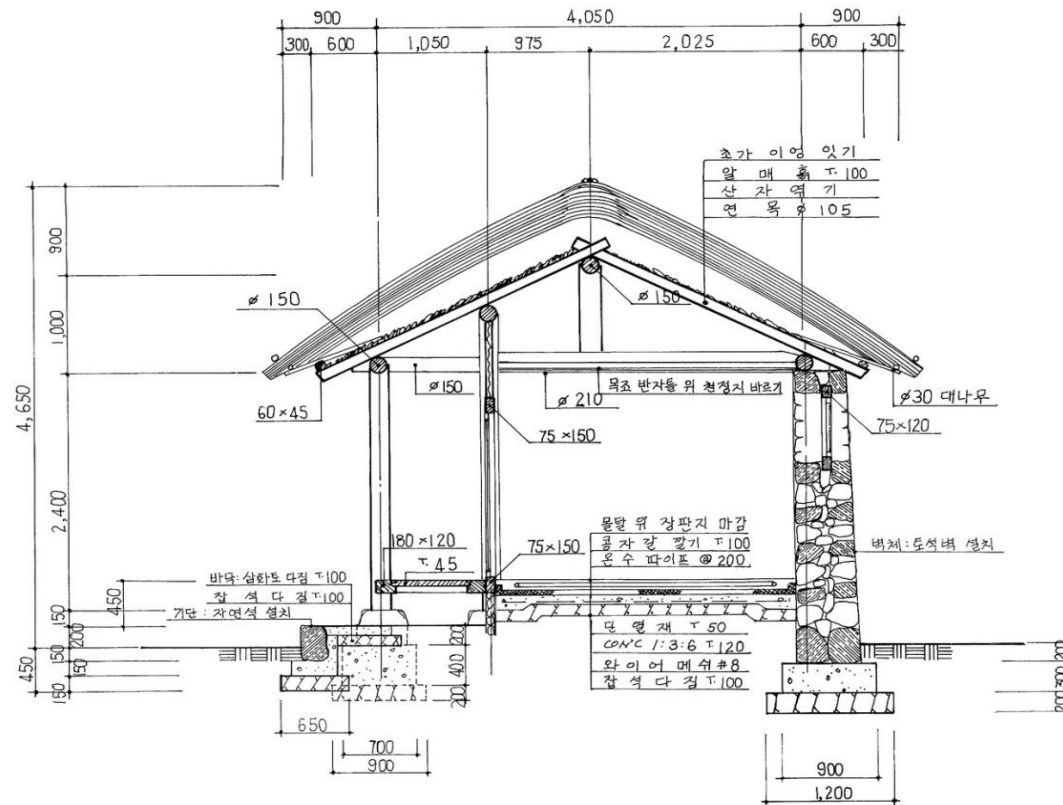 900 4,050 900
300 600 1,050 975 2,025 600 300
초가 이엉 잇기
알 매 흙 T.100
산 자 엮 기
연 목 ø 105
900
1,000
4,650
2,400
ø 150
ø 150
ø150
목조 반자틀 위 천정지 바르기
ø 210
ø30 대나무
60×45
75×150
75×120
몰탈 위 장판지 마감
콩 자 갈 깔기 T.100
온 수 파이프 @ 200.
180×120
T. 45
75×150
벽체:토석벽 설치
바닥:삼화토 다짐 T.100
잡 석 다 짐 T.100
기단 : 자연석 설치
450
150
200
150
150
450
150
200
400
200
단 열 재 T 50
CON'C 1:3:6 T.120
와 이 어 메 쉬 #8
잡 석 다 짐 T.100
200
200
650
700
900
900
1,200